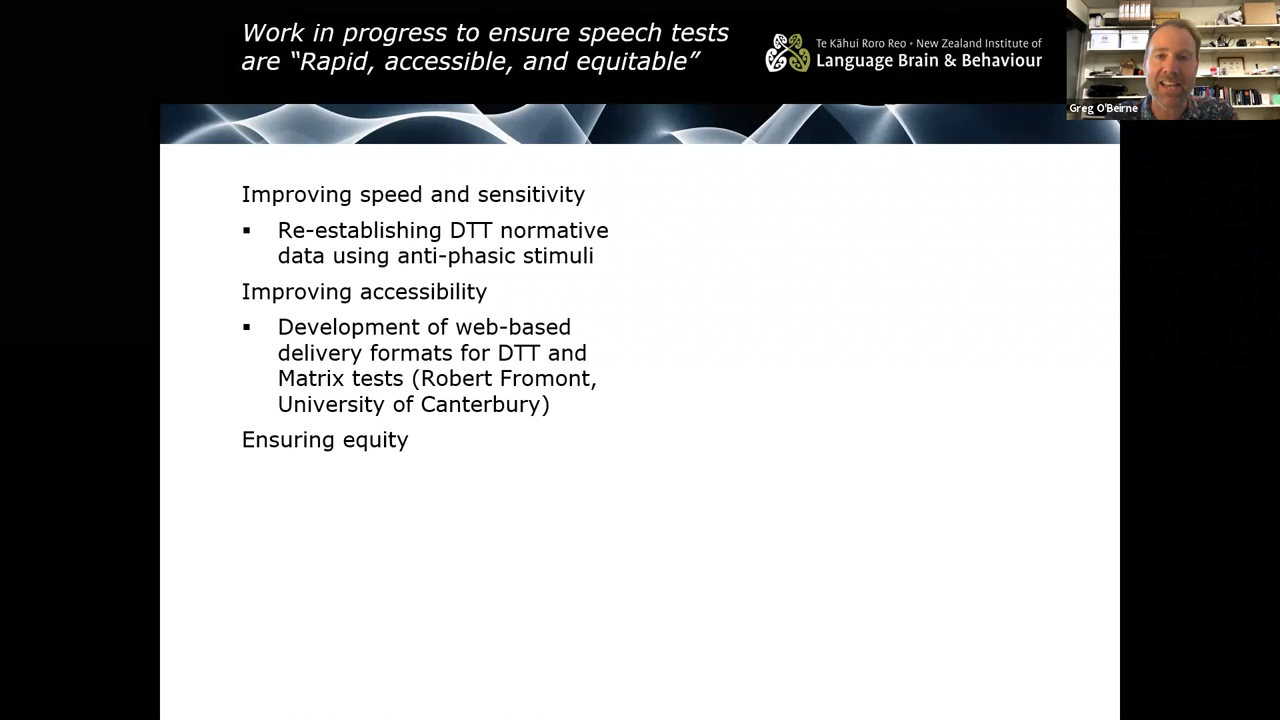 Work in progress to ensure speech tests
are “Rapid, accessible, and equitable”
Te Kāhui Roro Reo • New Zealand Institute of
Language Brain & Behaviour
Greg O'Beirne
Improving speed and sensitivity
▪ Re-establishing DTT normative
data using anti-phasic stimuli
Improving accessibility
▪ Development of web-based
delivery formats for DTT and
Matrix tests (Robert Fromont,
University of Canterbury)
Ensuring equity